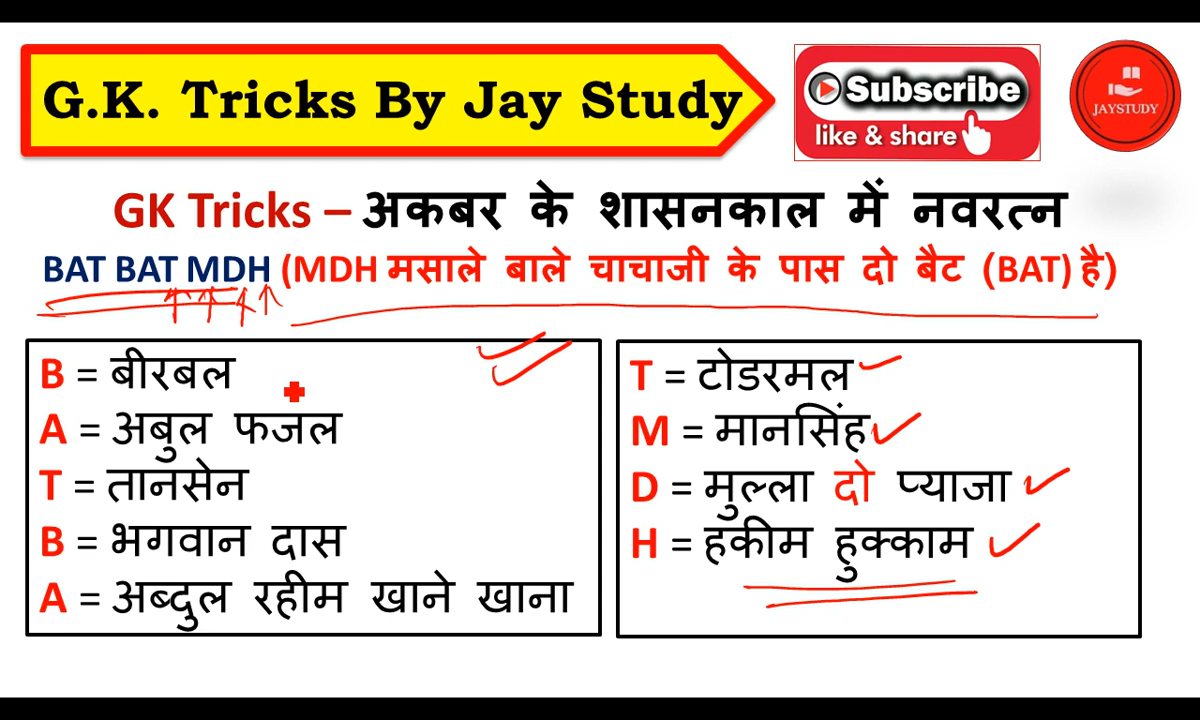 G.K. Tricks By Jay Study
Subscribe
like & share
JAYSTUDY
GK Tricks – अकबर के शासनकाल में नवरत्न
BAT BAT MDH (MDH मसाले बाले चाचाजी के पास दो बैट (BAT) है)
B = बीरबल
A = अबुल फजल
T = तानसेन
B = भगवान दास
A = अब्दुल रहीम खाने खाना
T = टोडरमल
M = मानसिंह
D = मुल्ला दो प्याजा
H = हकीम हुक्काम